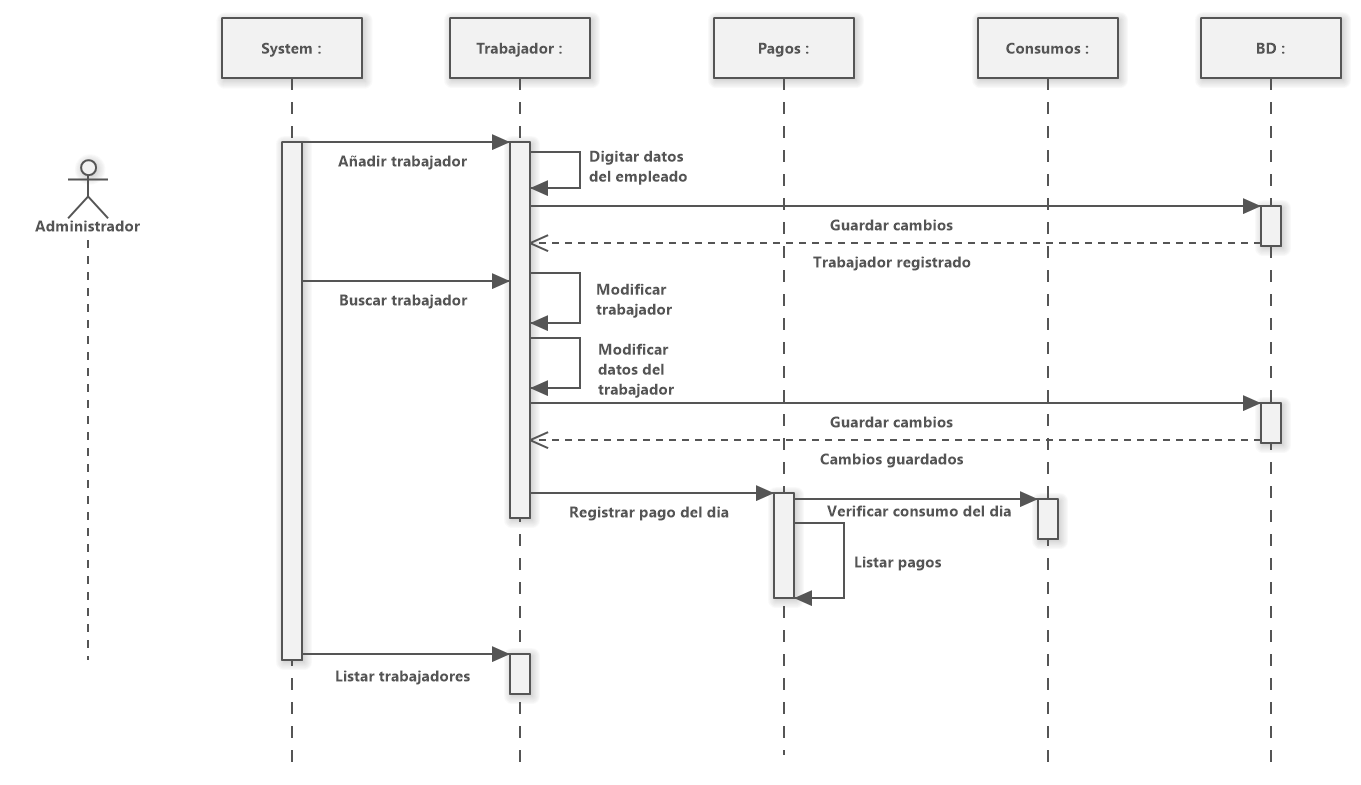 System :
Trabajador :
Pagos :
Consumos :
BD :
Añadir trabajador
Digitar datos
del empleado
Administrador
Guardar cambios
Trabajador registrado
Buscar trabajador
Modificar
trabajador
Modificar
datos del
trabajador
Guardar cambios
Cambios guardados
Registrar pago del dia
Verificar consumo del dia
Listar pagos
Listar trabajadores